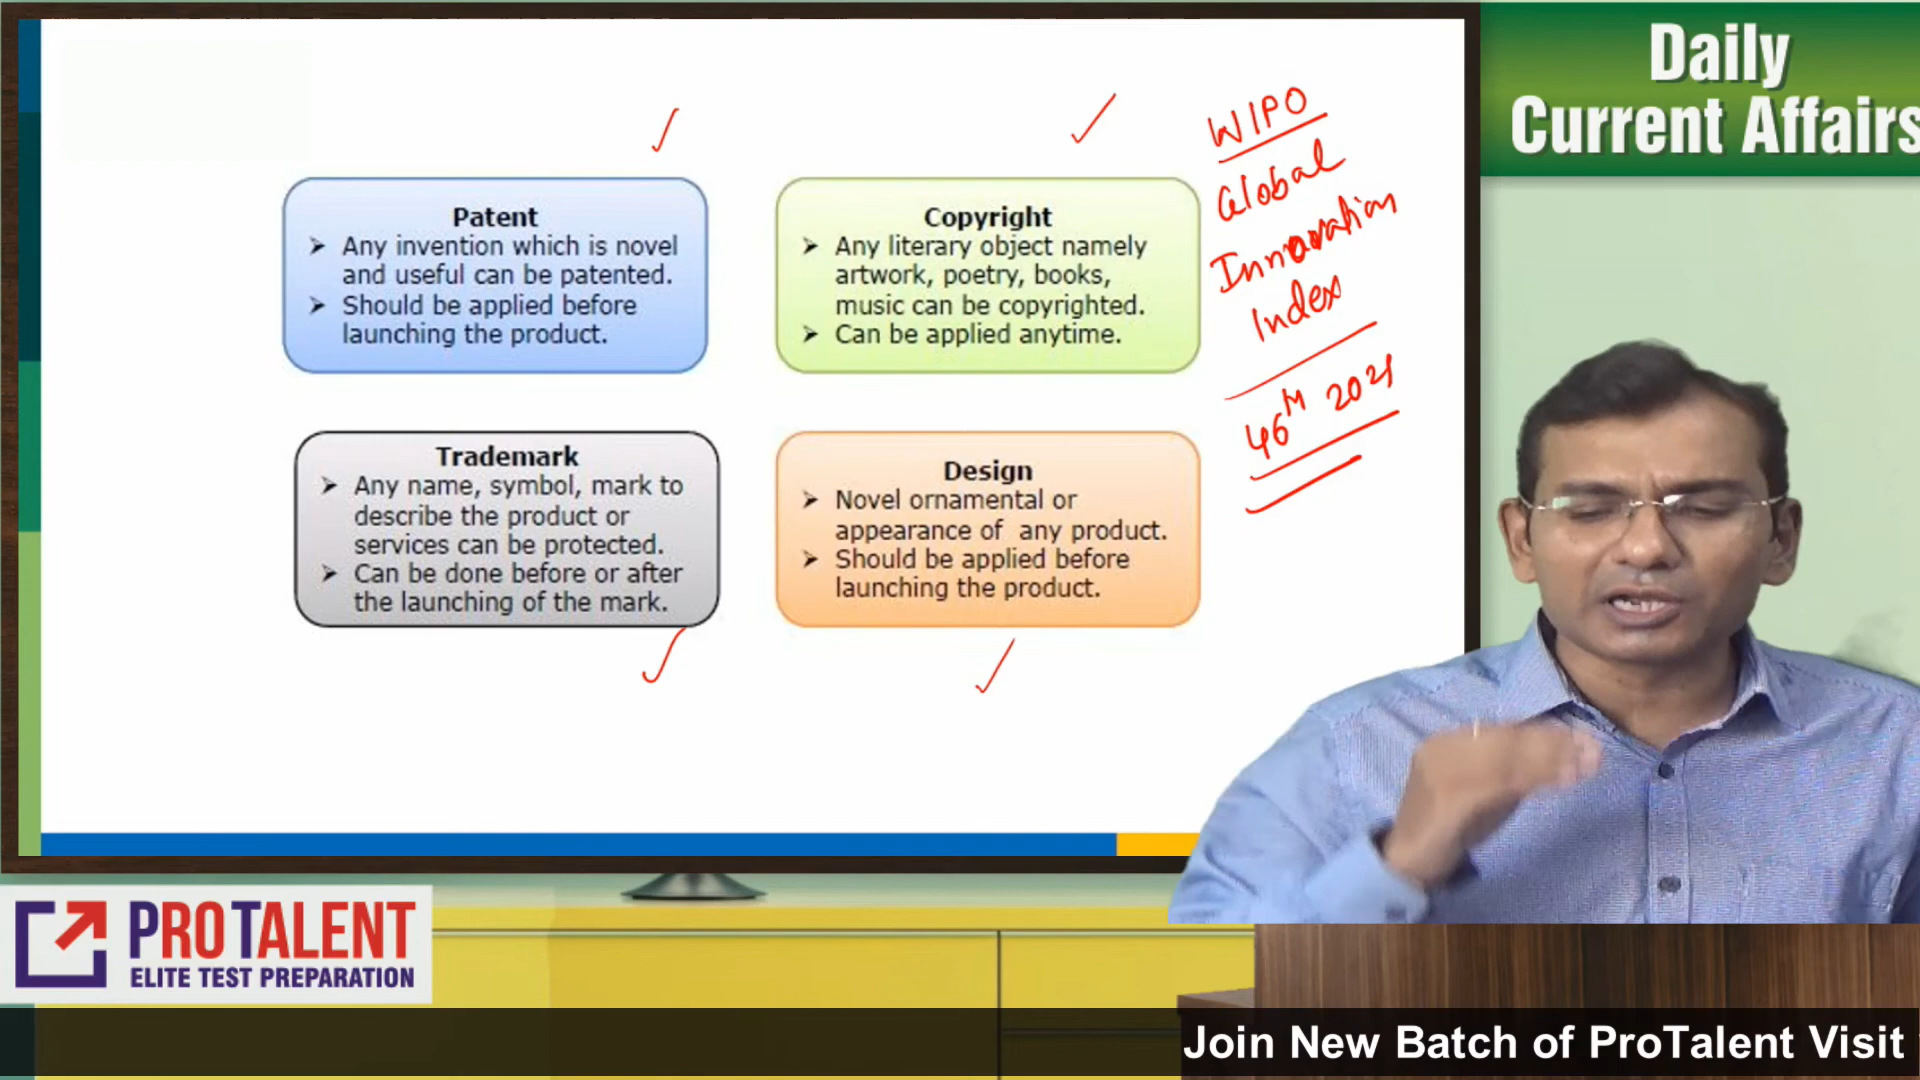 Daily
Current Affairs
Patent
➢ Any invention which is novel
and useful can be patented.
➢ Should be applied before
launching the product.
Copyright
➢ Any literary object namely
artwork, poetry, books,
music can be copyrighted.
➢ Can be applied anytime.
WIPO
Global
Innovation
Index
46th 2021
Trademark
➢ Any name, symbol, mark to
describe the product or
services can be protected.
➢ Can be done before or after
the launching of the mark.
Design
➢ Novel ornamental or
appearance of any product.
➢ Should be applied before
launching the product.
PROTALENT
ELITE TEST PREPARATION
Join New Batch of ProTalent Visit